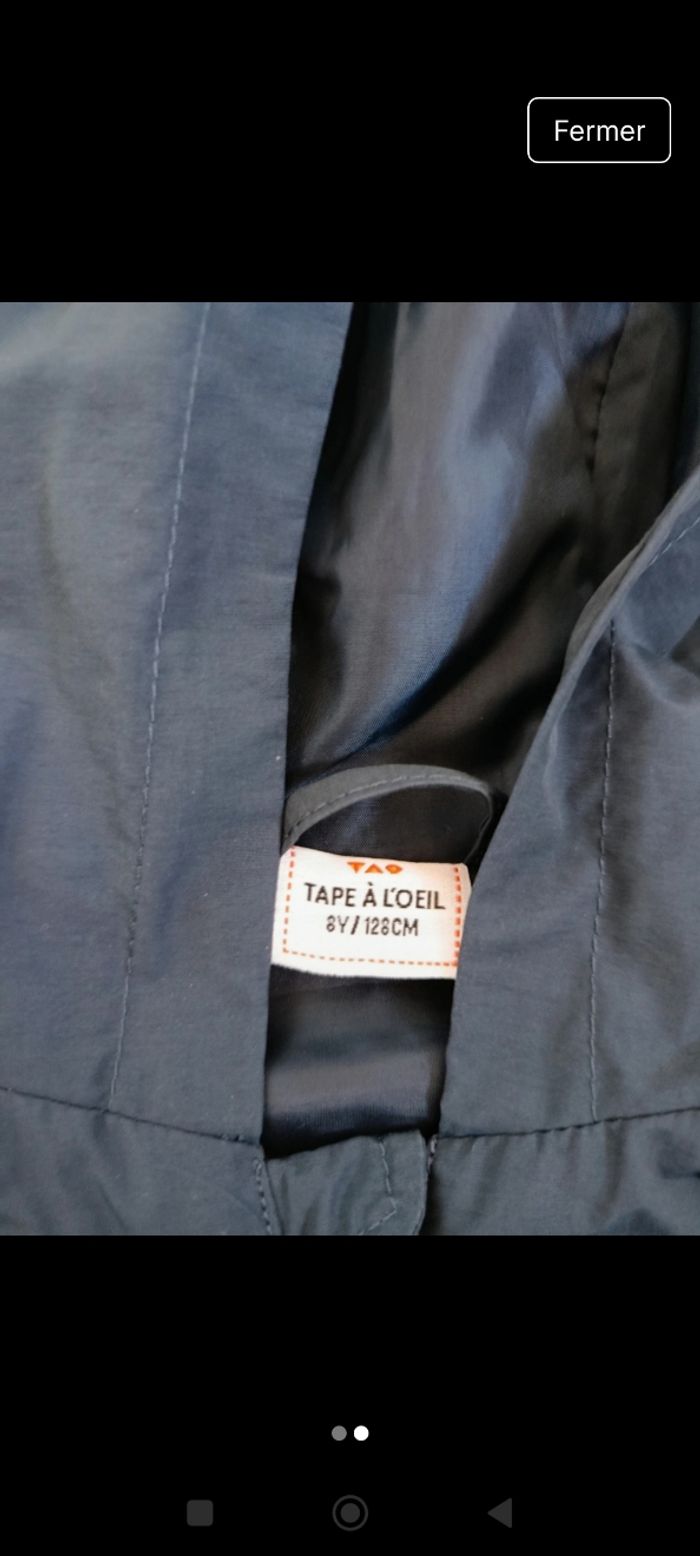 Fermer
TAO
TAPE À L'OEIL
8Y/128CM